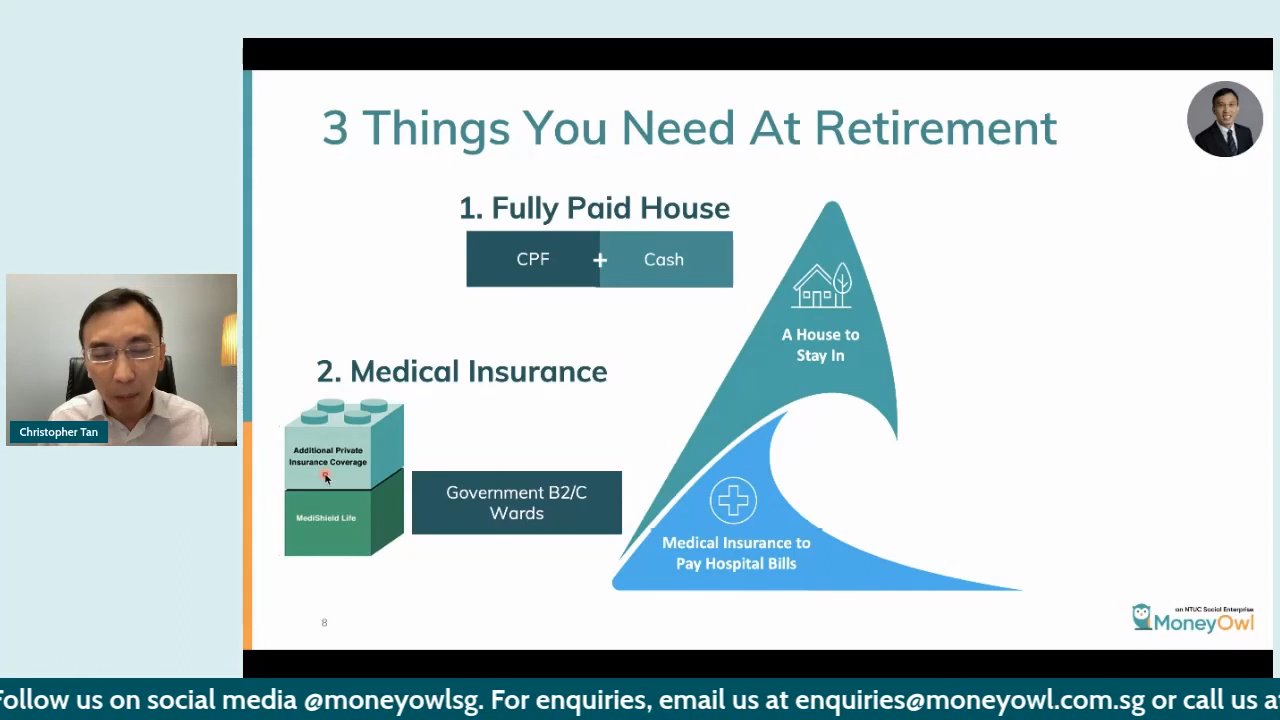 3 Things You Need At Retirement
1. Fully Paid House
CPF + Cash
A House to
Stay In
2. Medical Insurance
Additional Private
Insurance Coverage
MediShield Life
Government B2/C
Wards
Medical Insurance to
Pay Hospital Bills
Christopher Tan
8
an NTUC Social Enterprise
MoneyOwl
Follow us on social media @moneyowlsg. For enquiries, email us at enquiries@moneyowl.com.sg or call us at